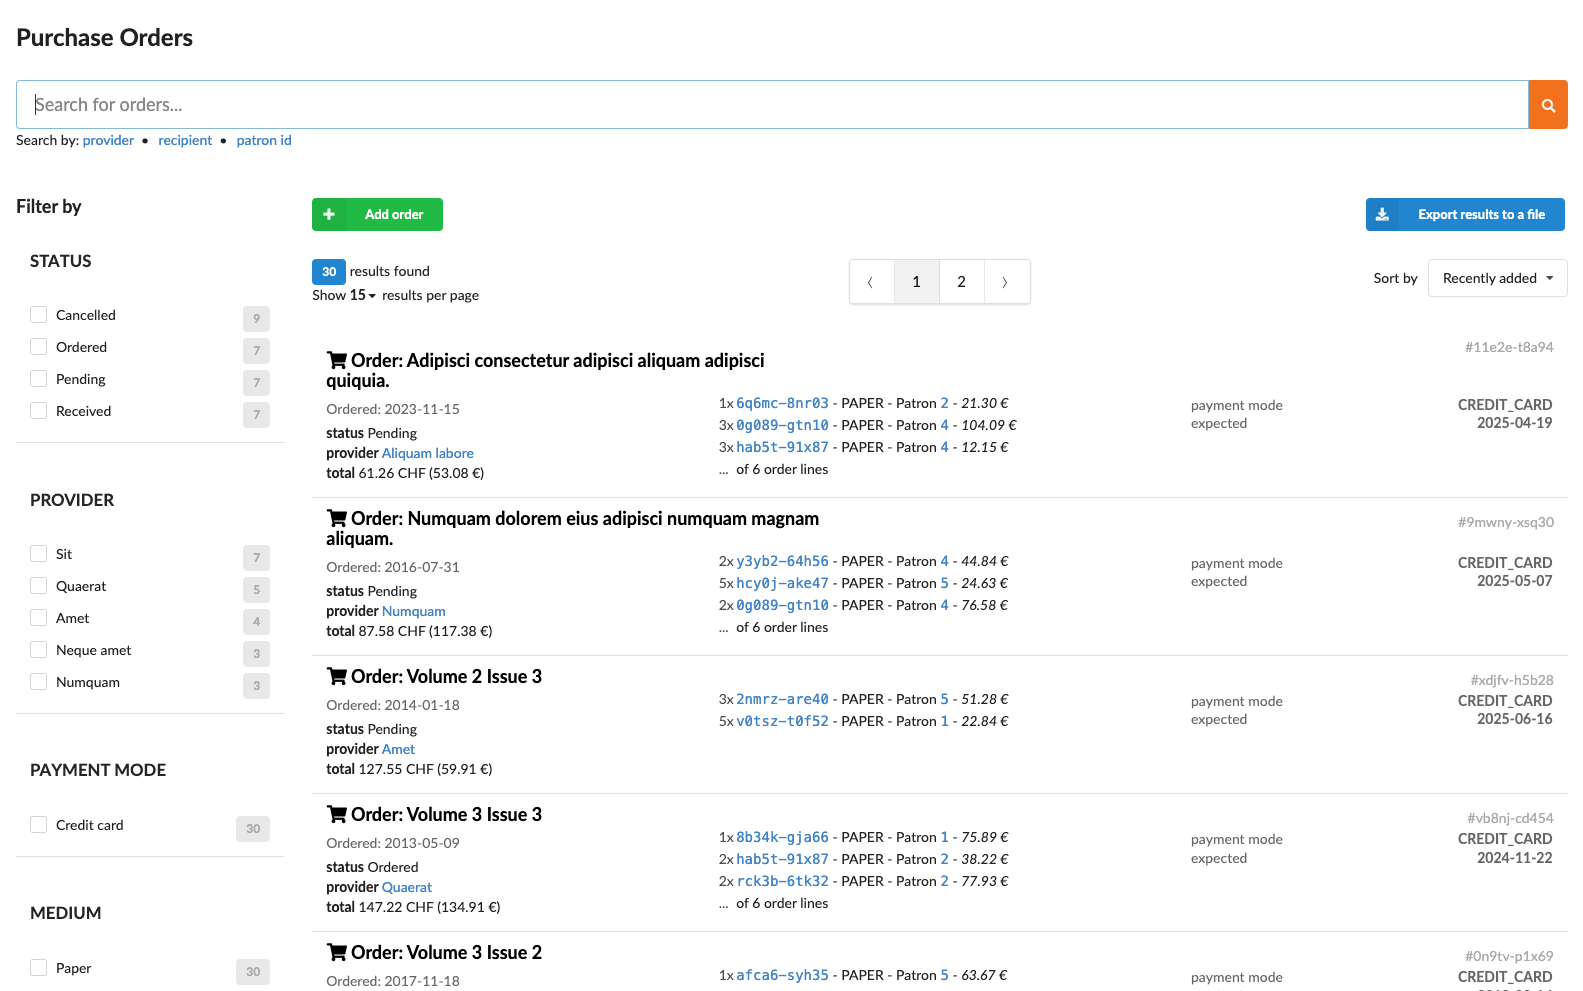 Purchase Orders
Search for orders...
Search by: provider • recipient • patron id
Filter by
STATUS
Cancelled 9
Ordered 7
Pending 7
Received 7
PROVIDER
Sit 7
Quaerat 5
Amet 4
Neque amet 3
Numquam 3
PAYMENT MODE
Credit card 30
MEDIUM
Paper 30
Add order
Export results to a file
30 results found
Show 15 results per page
〈 1 2 〉
Sort by Recently added
Order: Adipisci consectetur adipisci aliquam adipisci
quiquia.
#11e2e-t8a94
Ordered: 2023-11-15
status Pending
provider Aliquam labore
total 61.26 CHF (53.08 €)
1x 6q6mc-8nr03 - PAPER - Patron 2 - 21.30 €
3x 0g089-gtn10 - PAPER - Patron 4 - 104.09 €
3x hab5t-91x87 - PAPER - Patron 4 - 12.15 €
... of 6 order lines
payment mode CREDIT_CARD
expected 2025-04-19
Order: Numquam dolorem eius adipisci numquam magnam
aliquam.
#9mwny-xsq30
Ordered: 2016-07-31
status Pending
provider Numquam
total 87.58 CHF (117.38 €)
2x y3yb2-64h56 - PAPER - Patron 4 - 44.84 €
5x hcy0j-ake47 - PAPER - Patron 5 - 24.63 €
2x 0g089-gtn10 - PAPER - Patron 4 - 76.58 €
... of 6 order lines
payment mode CREDIT_CARD
expected 2025-05-07
Order: Volume 2 Issue 3
#xdjfv-h5b28
Ordered: 2014-01-18
status Pending
provider Amet
total 127.55 CHF (59.91 €)
3x 2nmrz-are40 - PAPER - Patron 5 - 51.28 €
5x v0tsz-t0f52 - PAPER - Patron 1 - 22.84 €
payment mode CREDIT_CARD
expected 2025-06-16
Order: Volume 3 Issue 3
#vb8nj-cd454
Ordered: 2013-05-09
status Ordered
provider Quaerat
total 147.22 CHF (134.91 €)
1x 8b34k-gja66 - PAPER - Patron 1 - 75.89 €
2x hab5t-91x87 - PAPER - Patron 2 - 38.22 €
2x rck3b-6tk32 - PAPER - Patron 2 - 77.93 €
... of 6 order lines
payment mode CREDIT_CARD
expected 2024-11-22
Order: Volume 3 Issue 2
#0n9tv-p1x69
Ordered: 2017-11-18
1x afca6-syh35 - PAPER - Patron 5 - 63.67 €
payment mode CREDIT_CARD